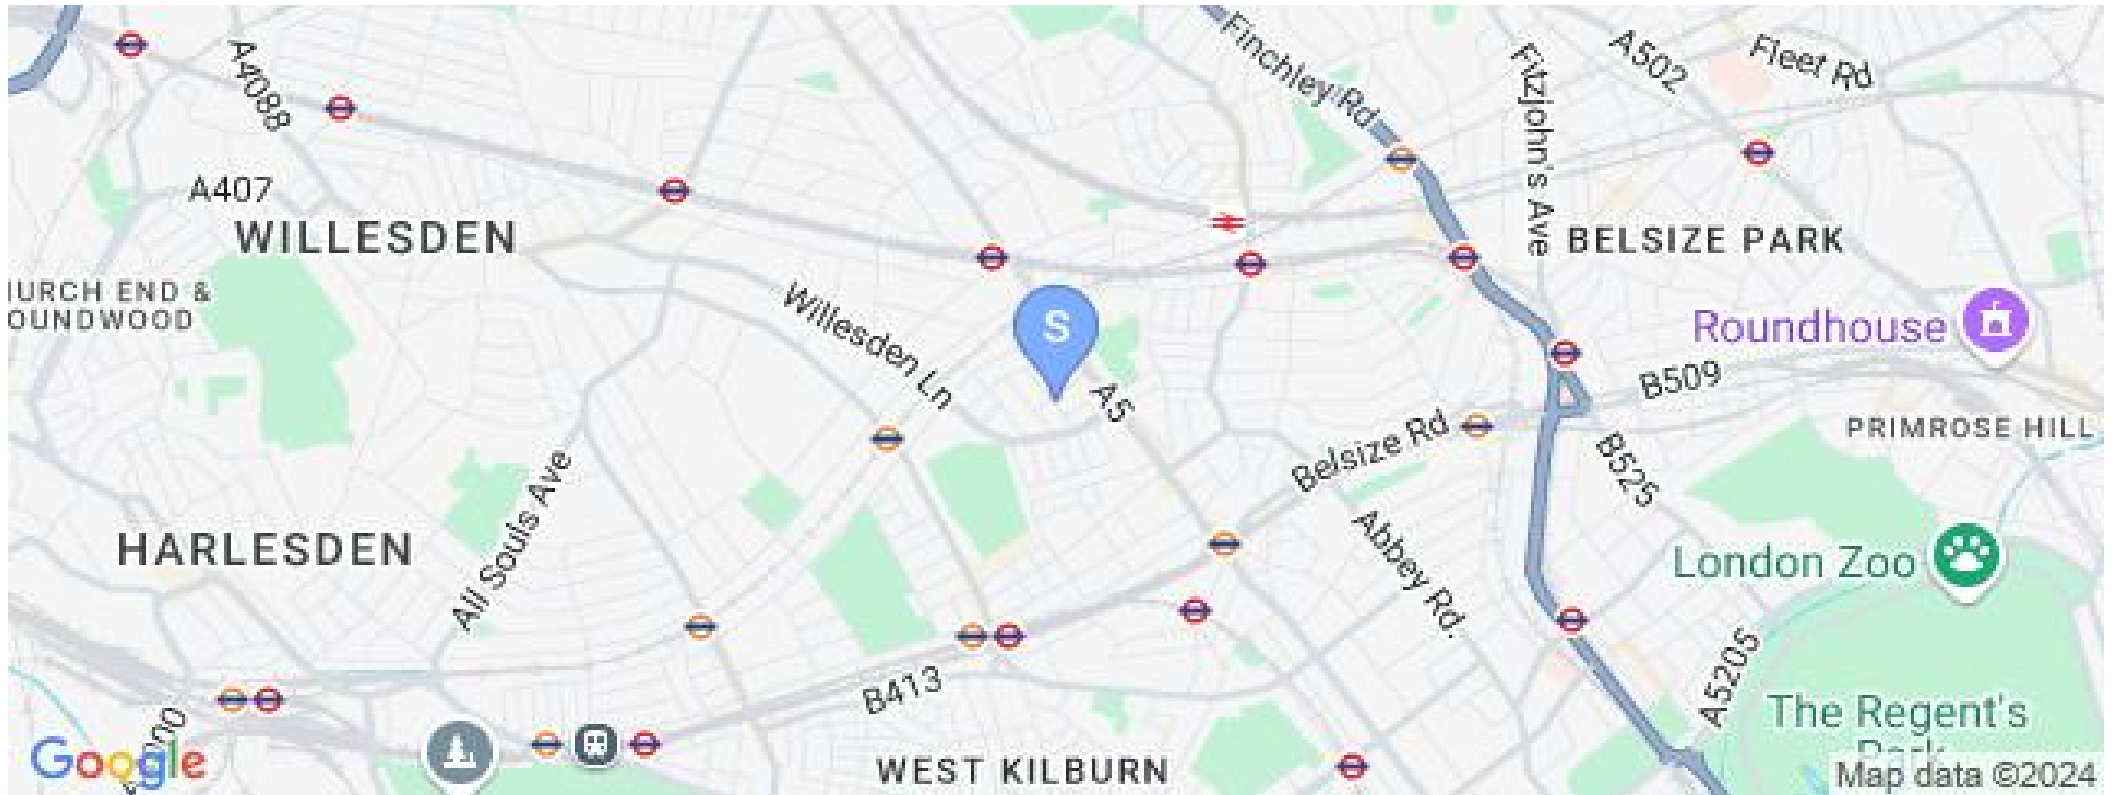 Finchley Rd
Fitzjohn's Ave
A502
Fleet Rd
A4088
A407
WILLESDEN
BELSIZE PARK
HURCH END &
OUNDWOOD
Willesden Ln
S
Roundhouse
A5
B509
Belsize Rd
PRIMROSE HILL
B525
All Souls Ave
HARLESDEN
Abbey Rd.
London Zoo
A5205
B413
The Regent's
Park
WEST KILBURN
Google
Map data ©2024